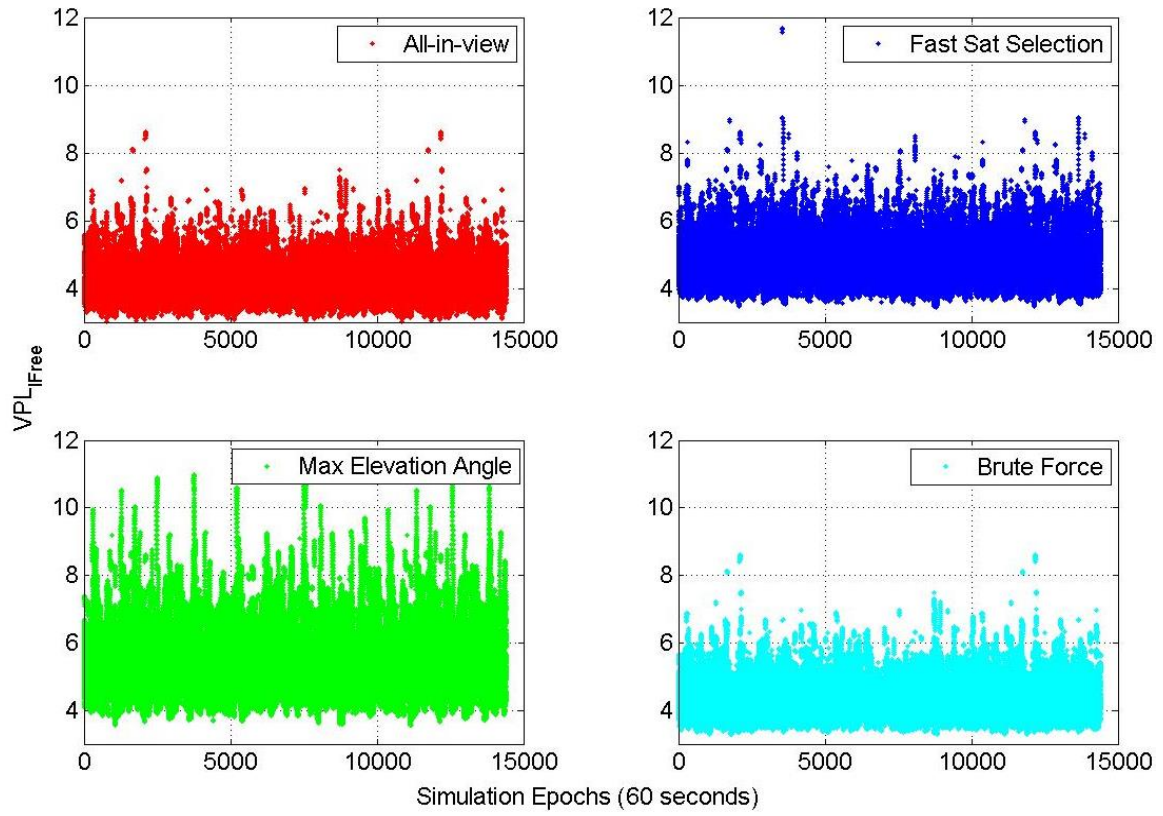 12
10
8
6
4
0 5000 10000 15000
All-in-view
12
10
8
6
4
0 5000 10000 15000
Fast Sat Selection
VPL_IFree
12
10
8
6
4
0 5000 10000 15000
Max Elevation Angle
12
10
8
6
4
0 5000 10000 15000
Brute Force
Simulation Epochs (60 seconds)